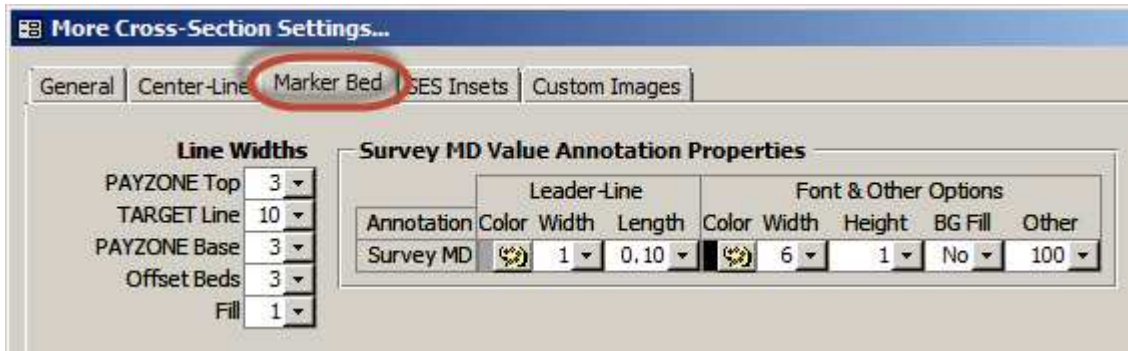 More Cross-Section Settings...
General Center-Line Marker Bed SES Insets Custom Images
Line Widths
PAYZONE Top 3
TARGET Line 10
PAYZONE Base 3
Offset Beds 3
Fill 1
Survey MD Value Annotation Properties
Leader-Line Font & Other Options
Annotation Color Width Length Color Width Height BG Fill Other
Survey MD 1 0.10 6 1 No 100